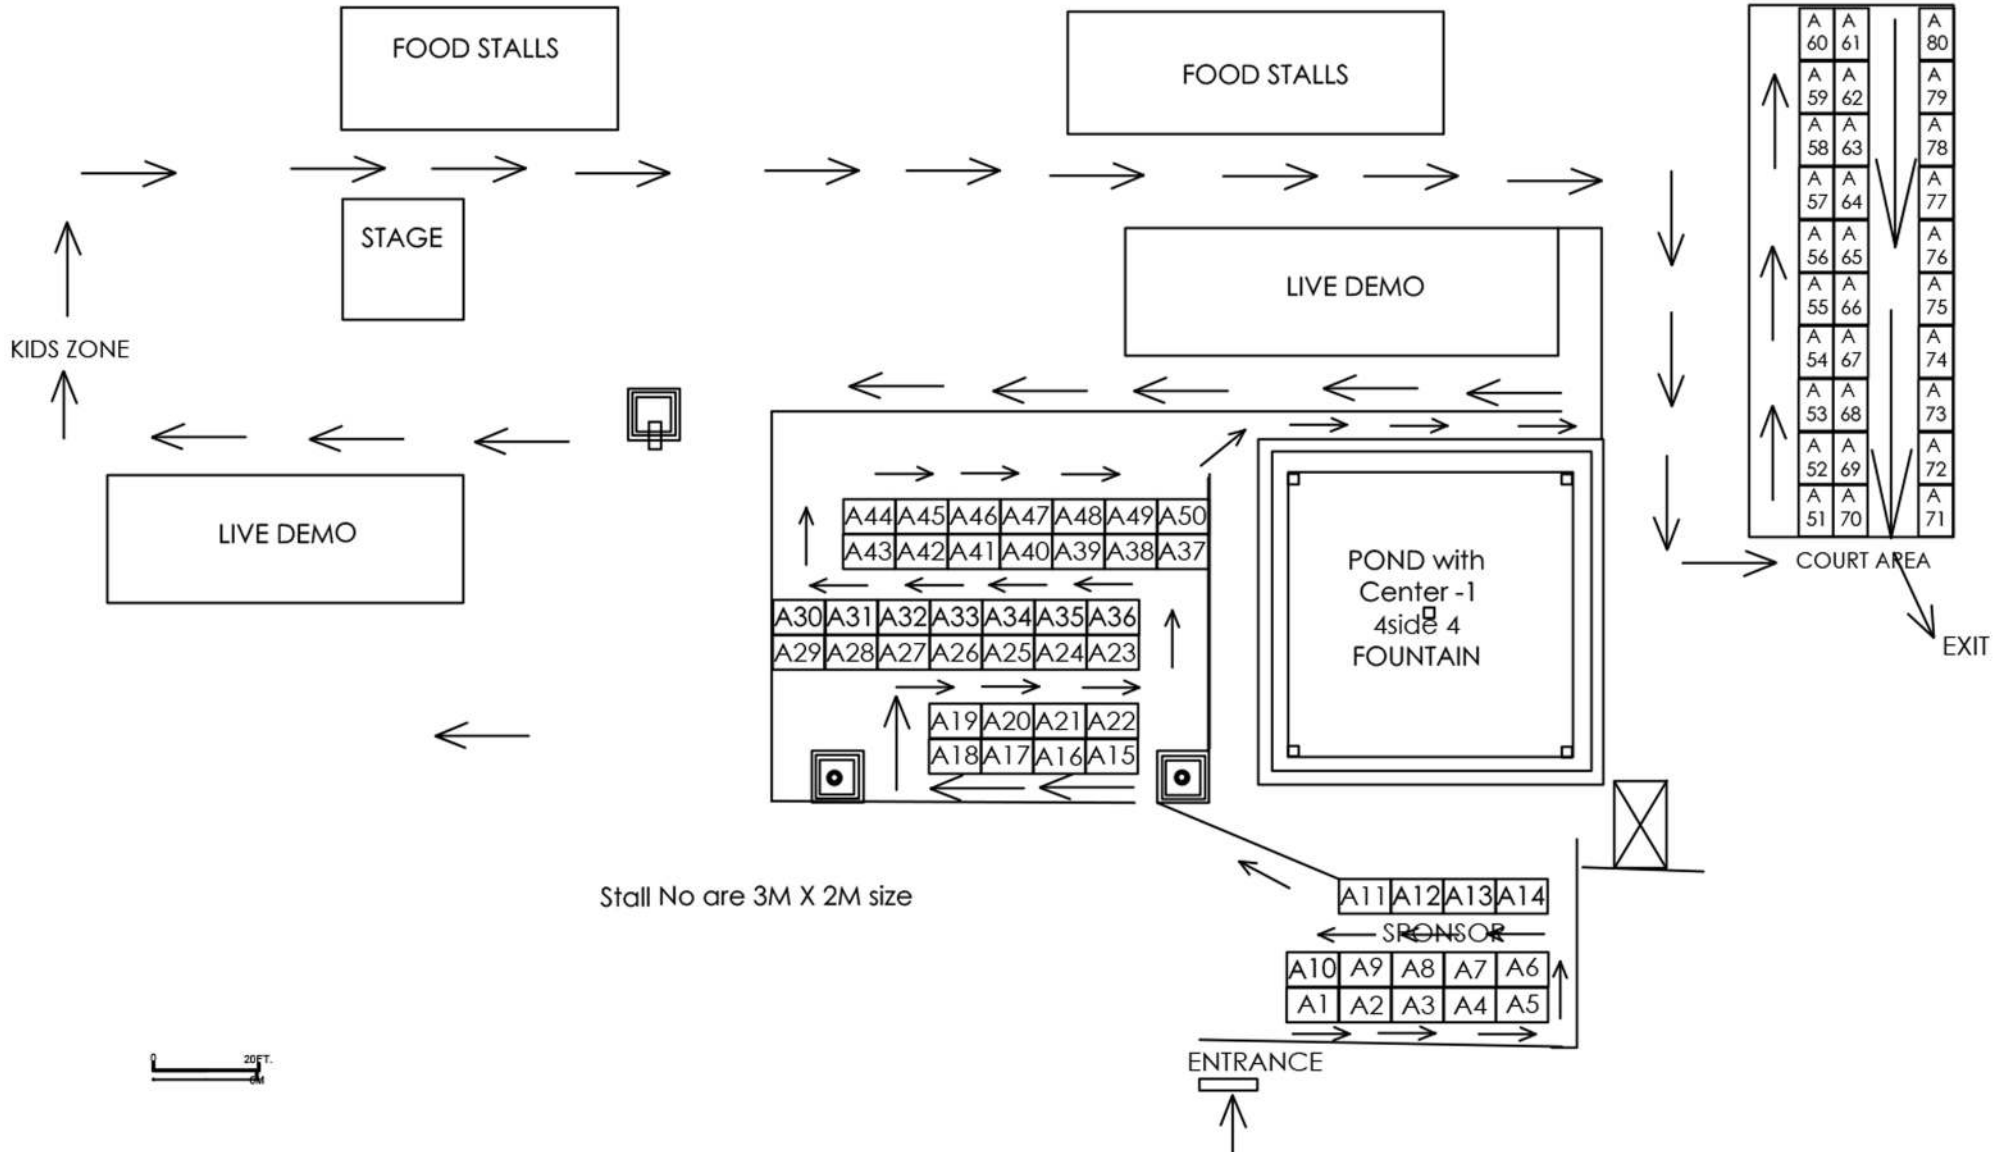 FOOD STALLS
FOOD STALLS
A 60 A 61 A 80
A 59 A 62 A 79
A 58 A 63 A 78
A 57 A 64 A 77
A 56 A 65 A 76
A 55 A 66 A 75
A 54 A 67 A 74
A 53 A 68 A 73
A 52 A 69 A 72
A 51 A 70 A 71
STAGE
LIVE DEMO
KIDS ZONE
LIVE DEMO
A44 A45 A46 A47 A48 A49 A50
A43 A42 A41 A40 A39 A38 A37
A30 A31 A32 A33 A34 A35 A36
A29 A28 A27 A26 A25 A24 A23
A19 A20 A21 A22
A18 A17 A16 A15
POND with
Center -1
4side 4
FOUNTAIN
COURT AREA
EXIT
Stall No are 3M X 2M size
A11 A12 A13 A14
SPONSOR
A10 A9 A8 A7 A6
A1 A2 A3 A4 A5
ENTRANCE
0 20FT.
6M